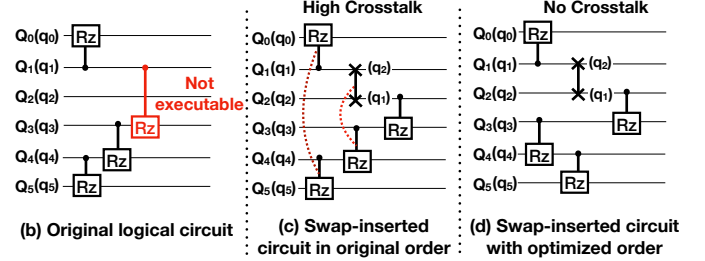 High Crosstalk
No Crosstalk
Q0(q0)
Q1(q1)
Q2(q2)
Q3(q3)
Q4(q4)
Q5(q5)
Rz
Rz
Rz
Rz
Not
executable
(b) Original logical circuit
Q0(q0)
Q1(q1)
Q2(q2)
Q3(q3)
Q4(q4)
Q5(q5)
Rz
(q2)
(q1)
Rz
Rz
Rz
(c) Swap-inserted
circuit in original order
Q0(q0)
Q1(q1)
Q2(q2)
Q3(q3)
Q4(q4)
Q5(q5)
Rz
(q2)
(q1)
Rz
Rz
Rz
(d) Swap-inserted circuit
with optimized order